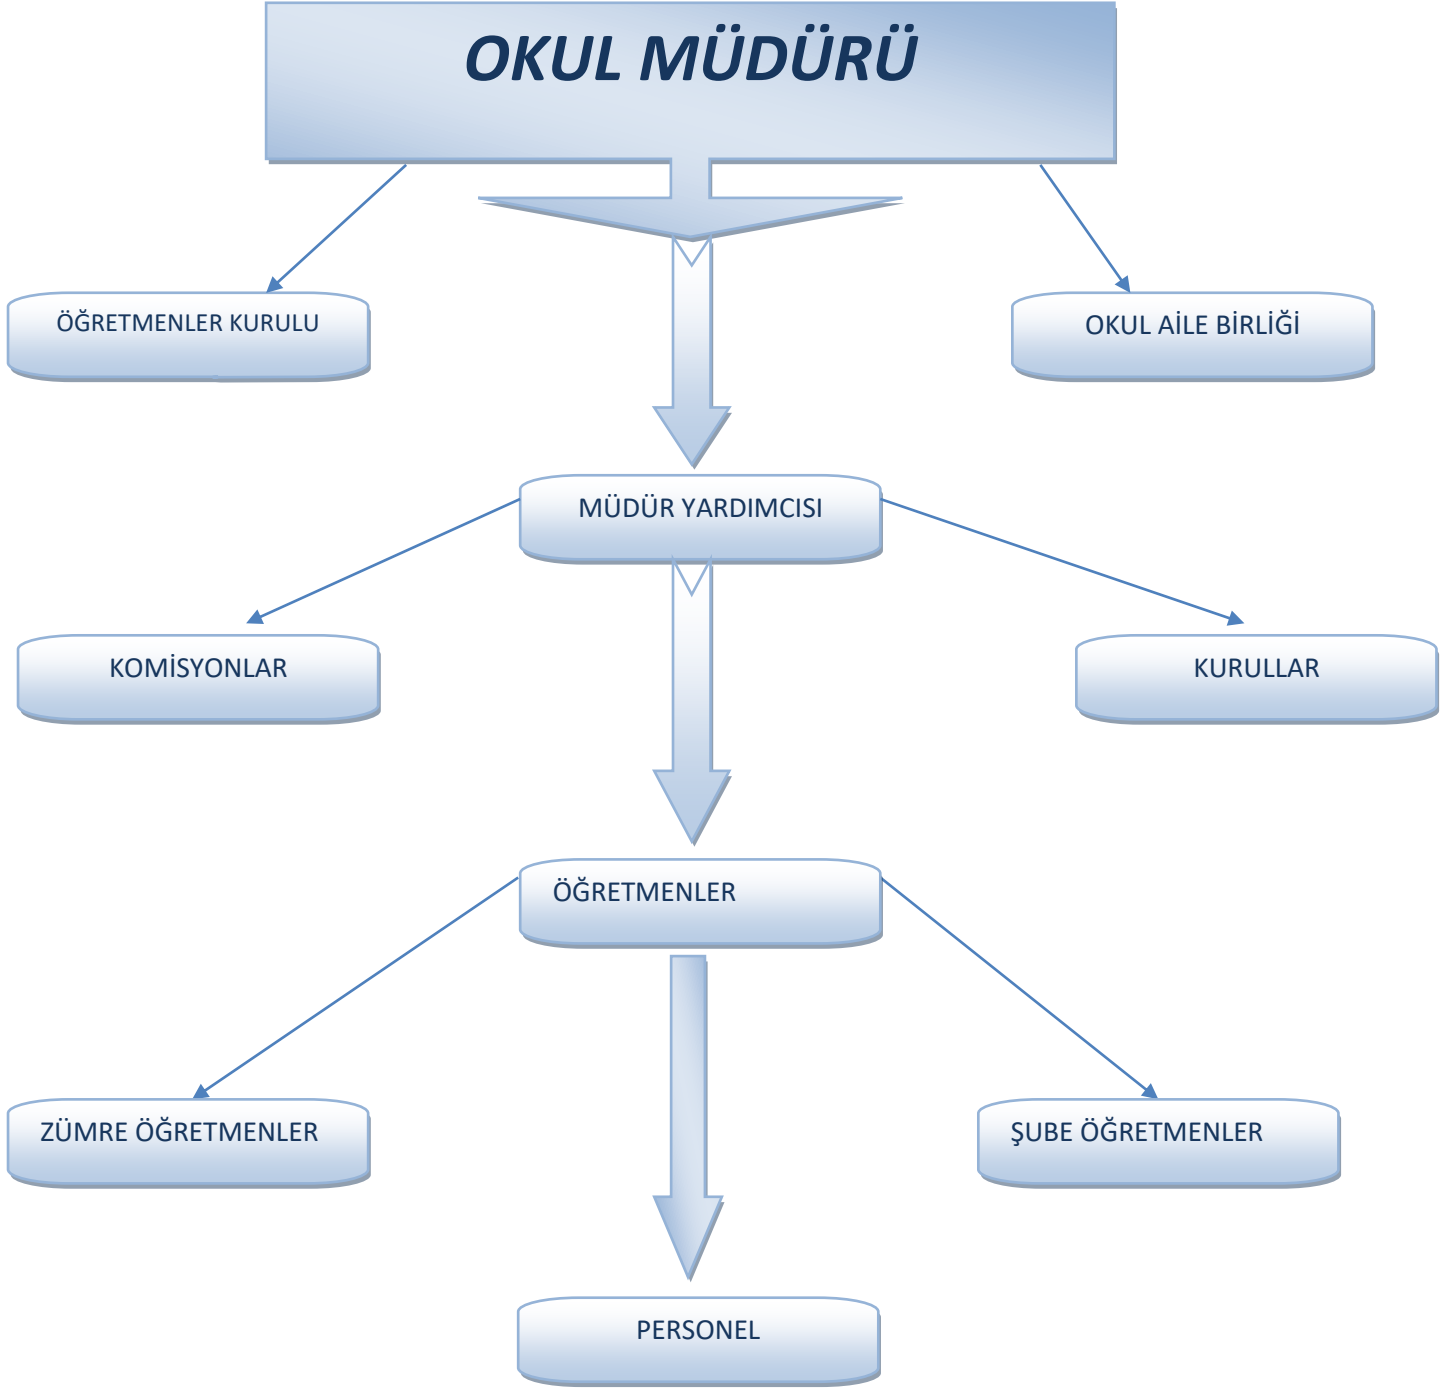 OKUL MÜDÜRÜ
ÖĞRETMENLER KURULU
OKUL AİLE BİRLİĞİ
MÜDÜR YARDIMCISI
KOMİSYONLAR
KURULLAR
ÖĞRETMENLER
ZÜMRE ÖĞRETMENLER
ŞUBE ÖĞRETMENLER
PERSONEL